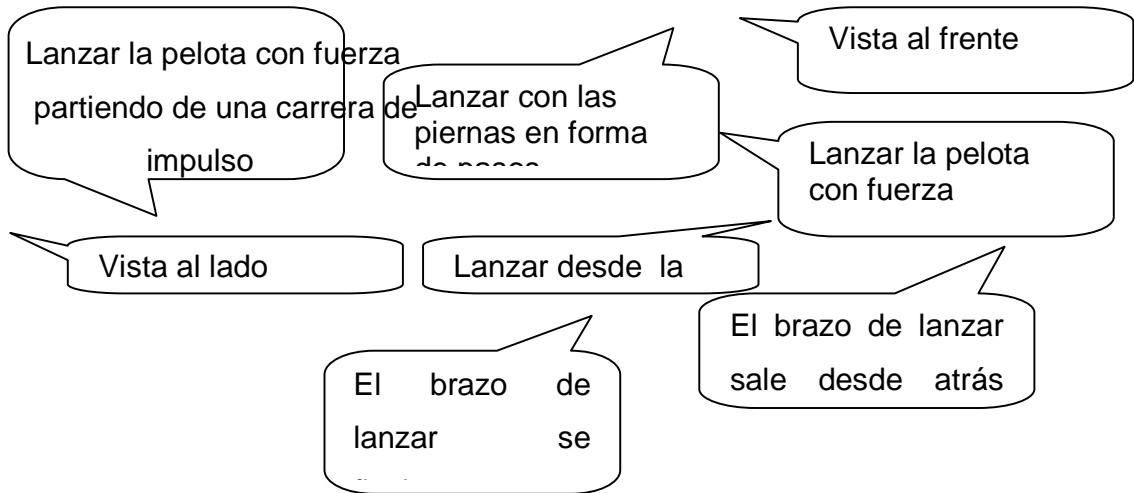 Lanzar la pelota con fuerza
partiendo de una carrera de
impulso
Lanzar con las
piernas en forma
Vista al frente
Lanzar la pelota
con fuerza
Vista al lado
Lanzar desde la
El brazo de lanzar
sale desde atrás
El brazo de
lanzar se